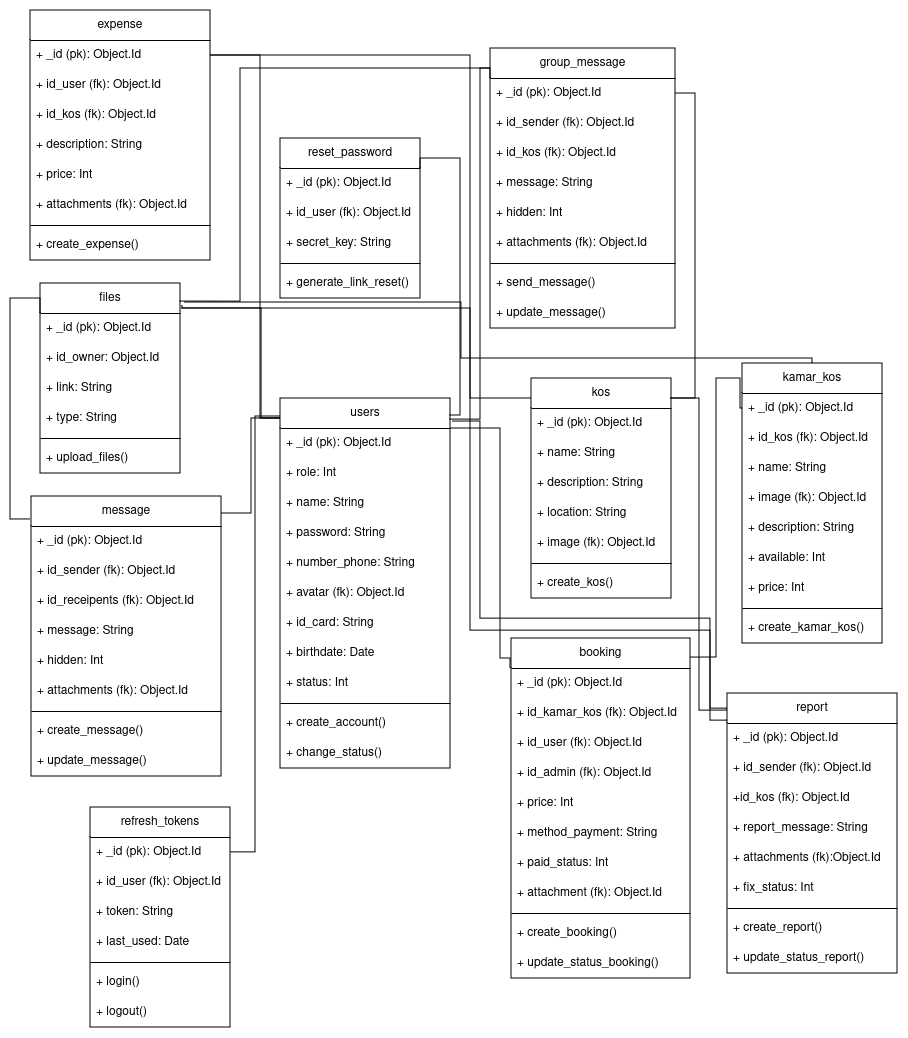 expense
+ _id (pk): Object.Id
+ id_user (fk): Object.Id
+ id_kos (fk): Object.Id
+ description: String
+ price: Int
+ attachments (fk): Object.Id
+ create_expense()
group_message
+ _id (pk): Object.Id
+ id_sender (fk): Object.Id
+ id_kos (fk): Object.Id
+ message: String
+ hidden: Int
+ attachments (fk): Object.Id
+ send_message()
+ update_message()
reset_password
+ _id (pk): Object.Id
+ id_user (fk): Object.Id
+ secret_key: String
+ generate_link_reset()
files
+ _id (pk): Object.Id
+ id_owner: Object.Id
+ link: String
+ type: String
+ upload_files()
users
+ _id (pk): Object.Id
+ role: Int
+ name: String
+ password: String
+ number_phone: String
+ avatar (fk): Object.Id
+ id_card: String
+ birthdate: Date
+ status: Int
+ create_account()
+ change_status()
kos
+ _id (pk): Object.Id
+ name: String
+ description: String
+ location: String
+ image (fk): Object.Id
+ create_kos()
kamar_kos
+ _id (pk): Object.Id
+ id_kos (fk): Object.Id
+ name: String
+ image (fk): Object.Id
+ description: String
+ available: Int
+ price: Int
+ create_kamar_kos()
message
+ _id (pk): Object.Id
+ id_sender (fk): Object.Id
+ id_receipents (fk): Object.Id
+ message: String
+ hidden: Int
+ attachments (fk): Object.Id
+ create_message()
+ update_message()
booking
+ _id (pk): Object.Id
+ id_kamar_kos (fk): Object.Id
+ id_user (fk): Object.Id
+ id_admin (fk): Object.Id
+ price: Int
+ method_payment: String
+ paid_status: Int
+ attachment (fk): Object.Id
+ create_booking()
+ update_status_booking()
report
+ _id (pk): Object.Id
+ id_sender (fk): Object.Id
+id_kos (fk): Object.Id
+ report_message: String
+ attachments (fk):Object.Id
+ fix_status: Int
+ create_report()
+ update_status_report()
refresh_tokens
+ _id (pk): Object.Id
+ id_user (fk): Object.Id
+ token: String
+ last_used: Date
+ login()
+ logout()